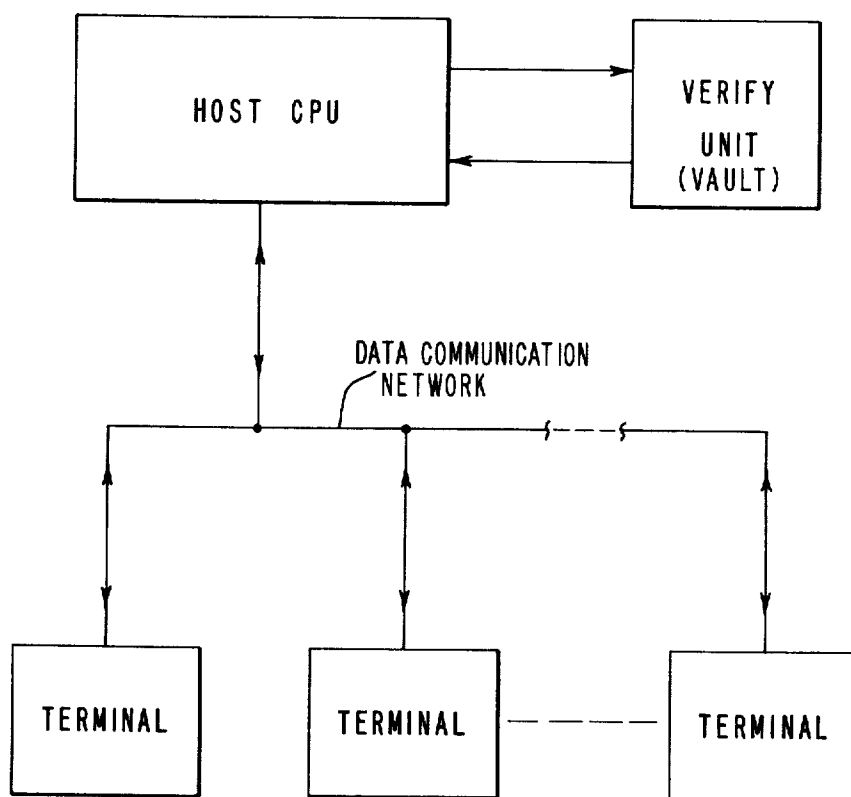 HOST CPU
VERIFY
UNIT
(VAULT)
DATA COMMUNICATION
NETWORK
TERMINAL
TERMINAL
TERMINAL